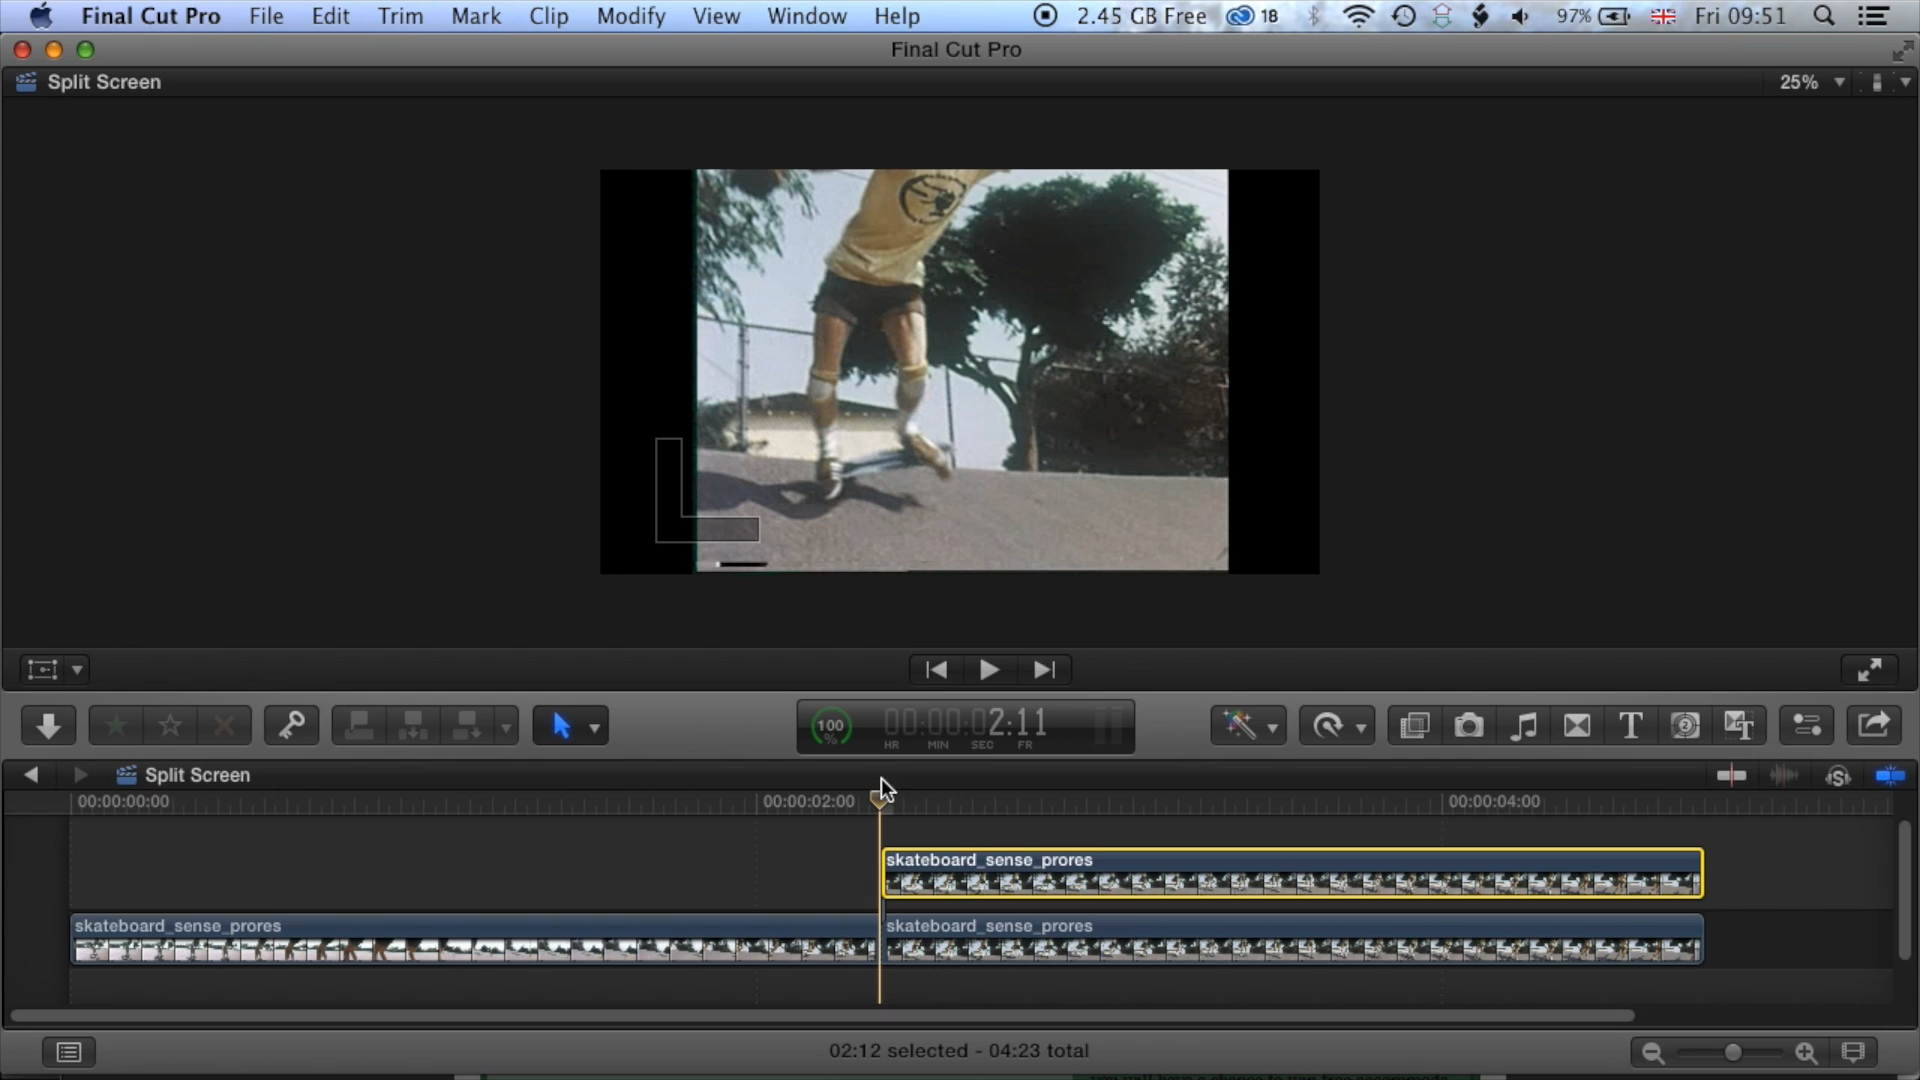 Final Cut Pro File Edit Trim Mark Clip Modify View Window Help 2.45 GB Free 18 97% Fri 09:51
Final Cut Pro
Split Screen 25%
100 % 00:00:02:11
HR MIN SEC FR
Split Screen
00:00:00:00 00:00:02:00 00:00:04:00
skateboard_sense_prores
skateboard_sense_prores skateboard_sense_prores
02:12 selected - 04:23 total